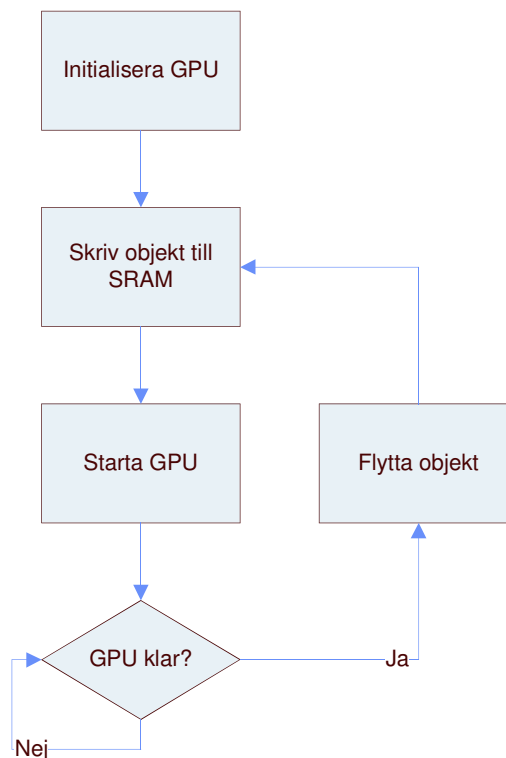 Initialisera GPU
Skriv objekt till
SRAM
Starta GPU
Flytta objekt
GPU klar?
Ja
Nej